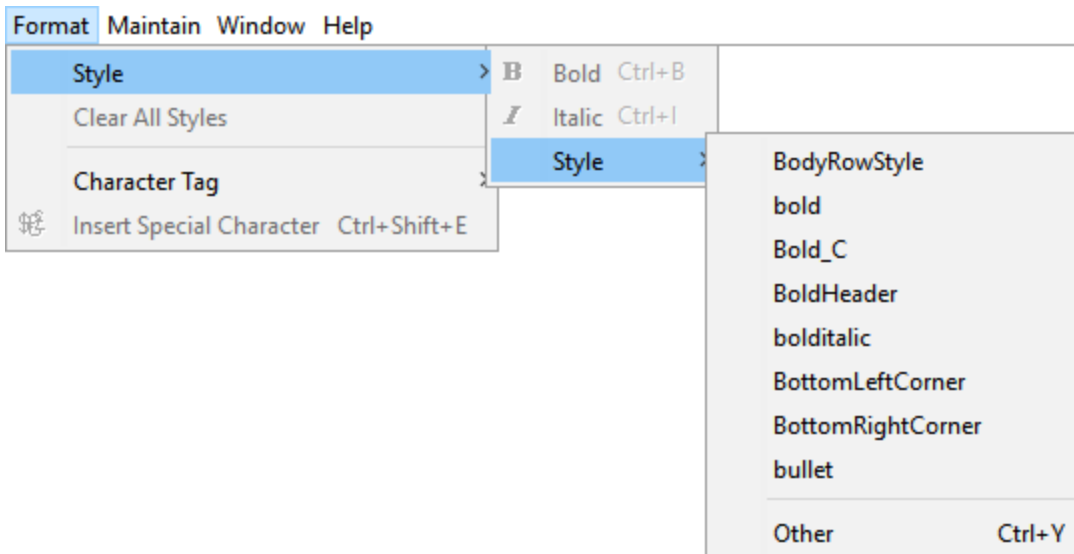 Format Maintain Window Help
Style
Clear All Styles
Character Tag
Insert Special Character Ctrl+Shift+E
B Bold Ctrl+B
I Italic Ctrl+I
Style
BodyRowStyle
bold
Bold_C
BoldHeader
bolditalic
BottomLeftCorner
BottomRightCorner
bullet
Other Ctrl+Y